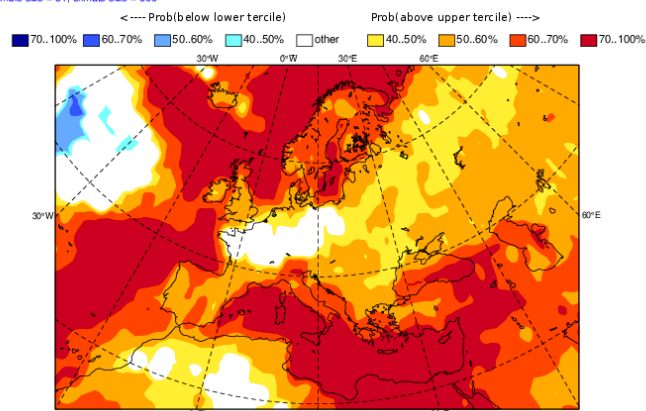 <---- Prob(below lower tercile) Prob(above upper tercile) ---->
70..100% 60..70% 50..60% 40..50% other 40..50% 50..60% 60..70% 70..100%
30°W 0°W 30°E 60°E
30°W 60°E